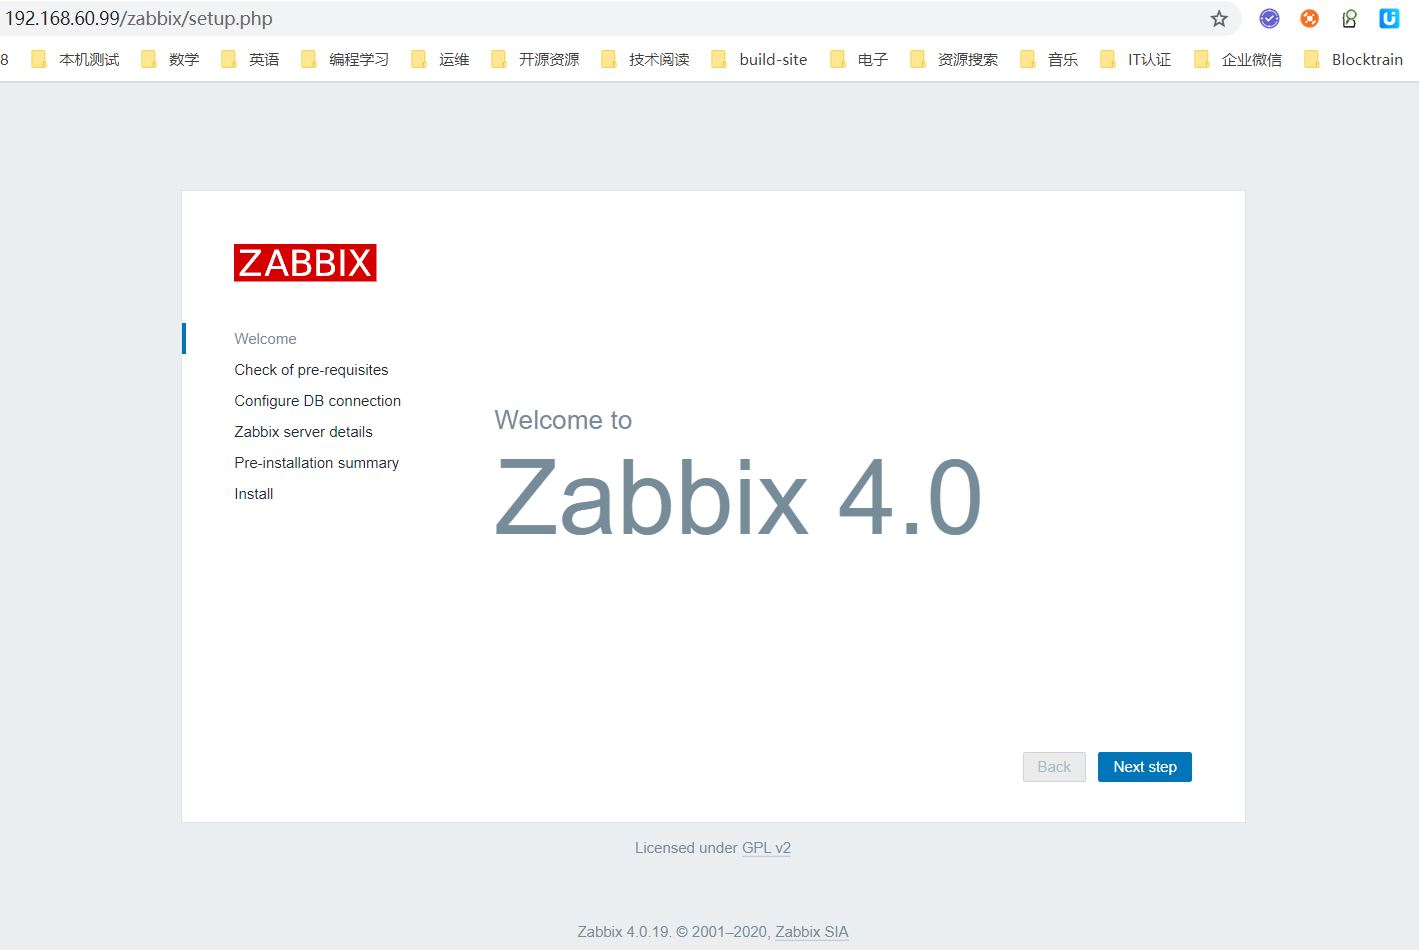 192.168.60.99/zabbix/setup.php
8 本机测试 数学 英语 编程学习 运维 开源资源 技术阅读 build-site 电子 资源搜索 音乐 IT认证 企业微信 Blocktrain
ZABBIX
Welcome
Check of pre-requisites
Configure DB connection
Zabbix server details
Pre-installation summary
Install
Welcome to
Zabbix 4.0
Back Next step
Licensed under GPL v2
Zabbix 4.0.19. © 2001–2020, Zabbix SIA